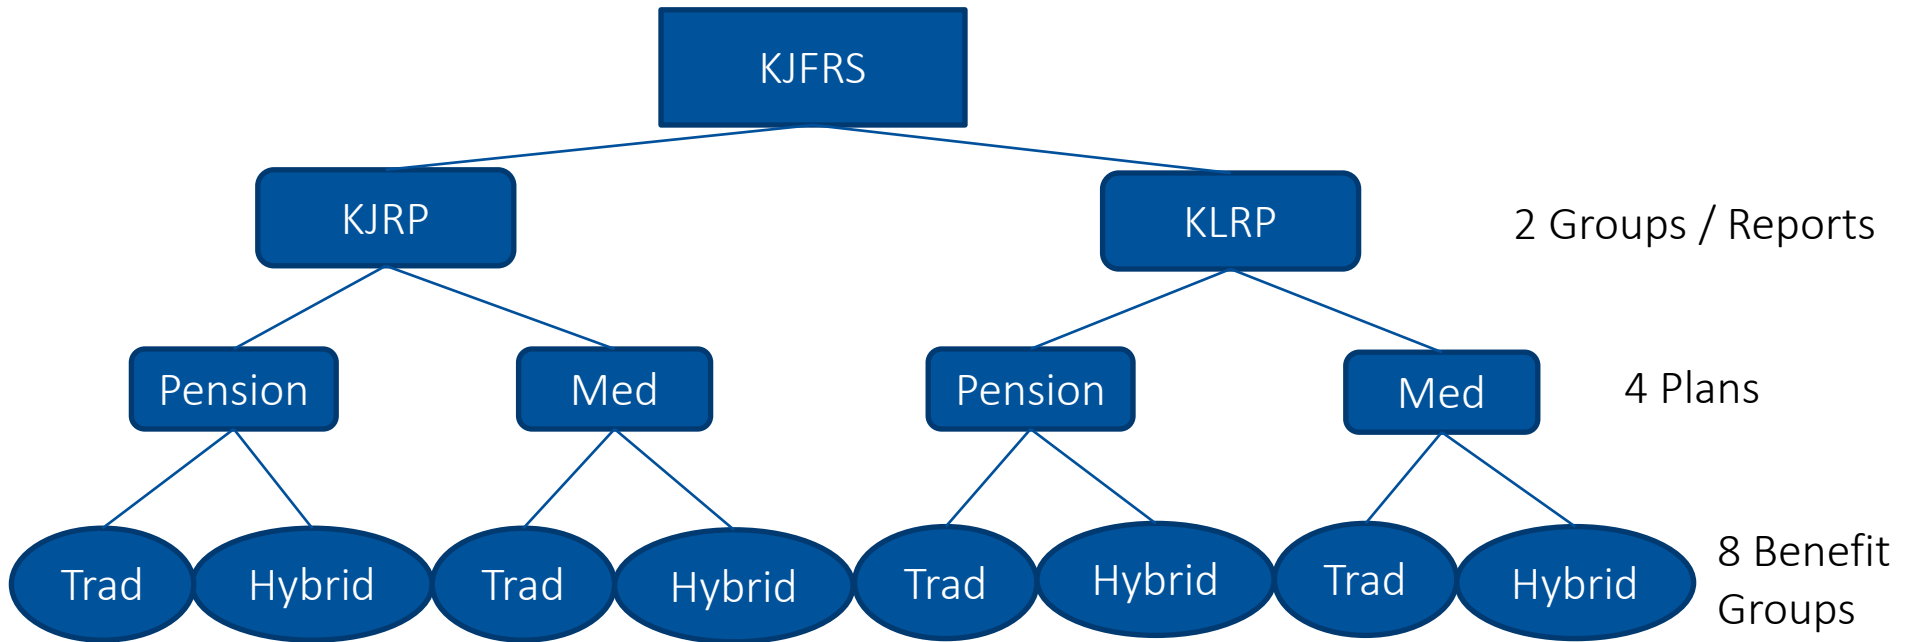 KJFRS
KJRP
KLRP
2 Groups / Reports
Pension
Med
Pension
Med
4 Plans
Trad
Hybrid
Trad
Hybrid
Trad
Hybrid
Trad
Hybrid
8 Benefit
Groups